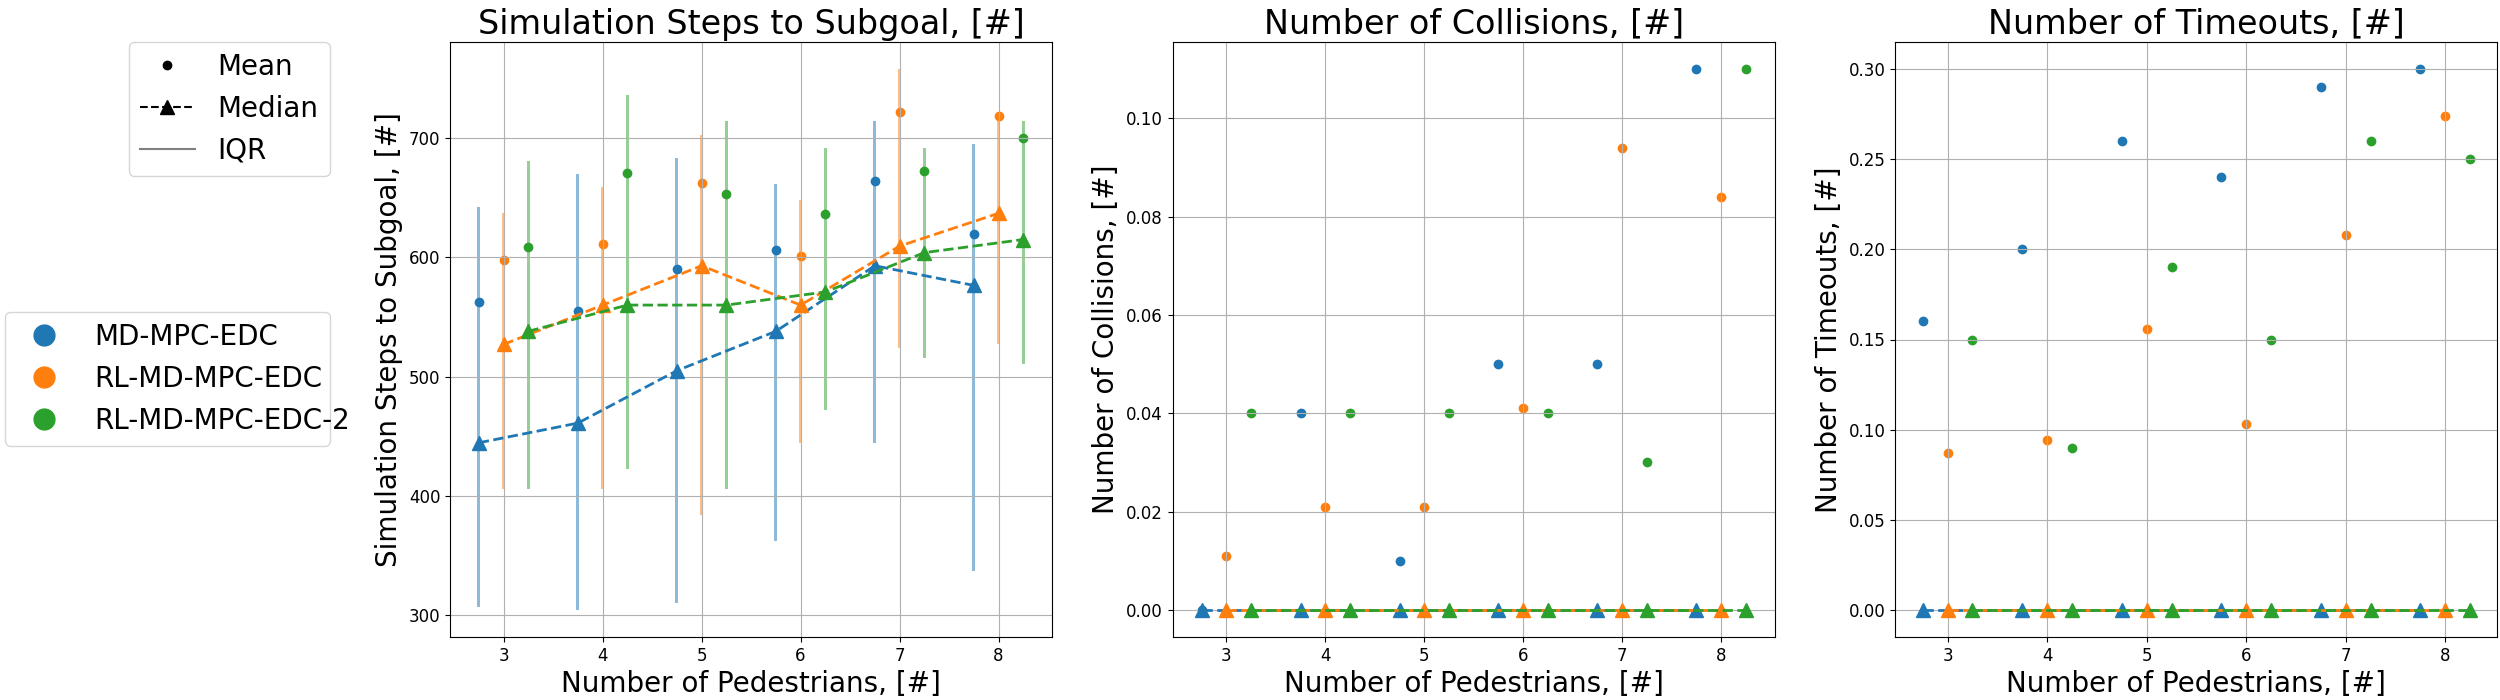 Mean
Median
IQR
MD-MPC-EDC
RL-MD-MPC-EDC
RL-MD-MPC-EDC-2
Simulation Steps to Subgoal, [#]
Simulation Steps to Subgoal, [#]
700
600
500
400
300
3 4 5 6 7 8
Number of Pedestrians, [#]
Number of Collisions, [#]
Number of Collisions, [#]
0.10
0.08
0.06
0.04
0.02
0.00
3 4 5 6 7 8
Number of Pedestrians, [#]
Number of Timeouts, [#]
Number of Timeouts, [#]
0.30
0.25
0.20
0.15
0.10
0.05
0.00
3 4 5 6 7 8
Number of Pedestrians, [#]